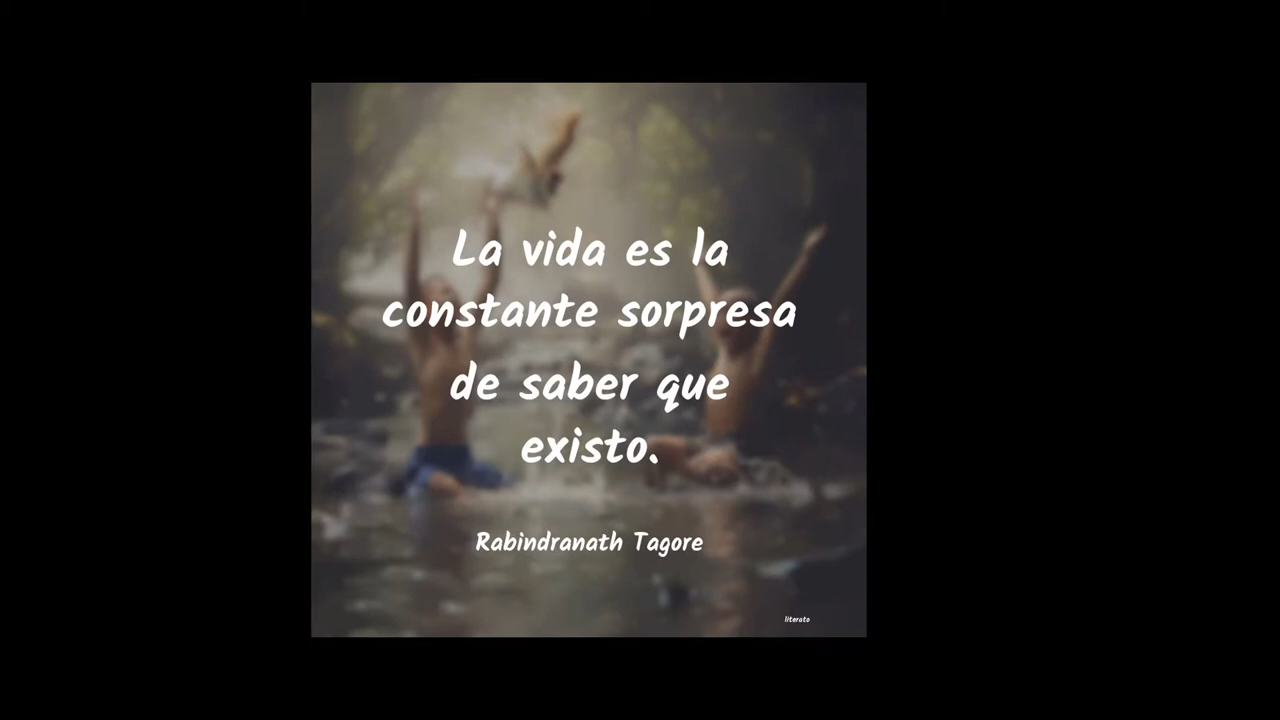 La vida es la
constante sorpresa
de saber que
existo.
Rabindranath Tagore
literato